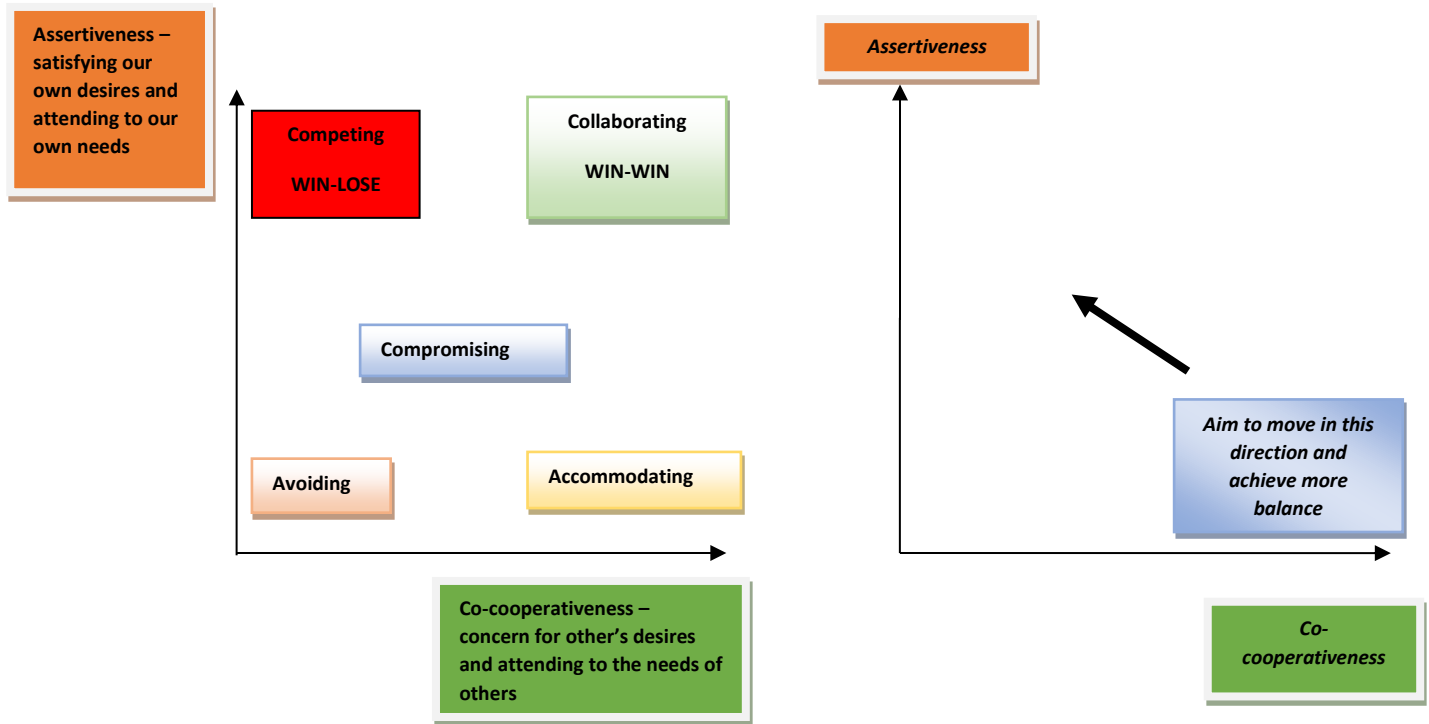 Assertiveness –
satisfying our
own desires and
attending to our
own needs
Competing
WIN-LOSE
Collaborating
WIN-WIN
Compromising
Avoiding
Accommodating
Co-cooperativeness –
concern for other’s desires
and attending to the needs of
others
Assertiveness
Aim to move in this
direction and
achieve more
balance
Co-
cooperativeness